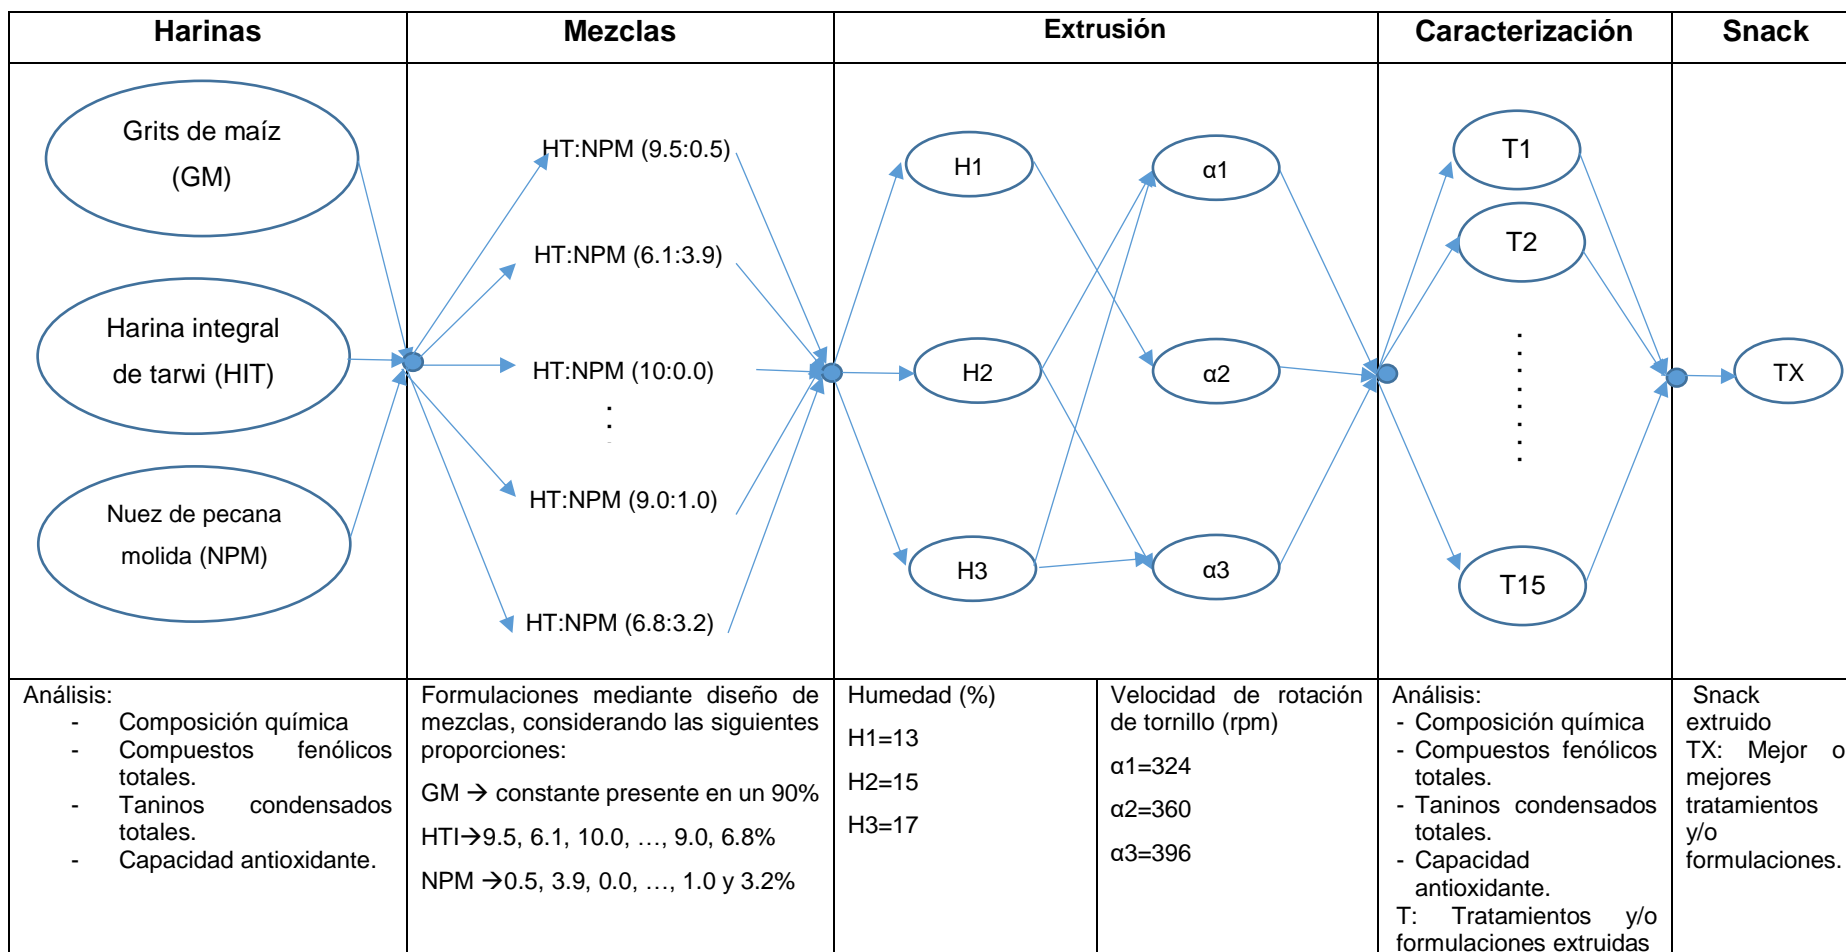 Harinas
Mezclas
Extrusión
Caracterización
Snack
Grits de maíz
(GM)
Harina integral
de tarwi (HIT)
Nuez de pecana
molida (NPM)
HT:NPM (9.5:0.5)
HT:NPM (6.1:3.9)
HT:NPM (10:0.0)
HT:NPM (9.0:1.0)
HT:NPM (6.8:3.2)
H1
H2
H3
α1
α2
α3
T1
T2
T15
TX
Análisis:
- Composición química
- Compuestos fenólicos
totales.
- Taninos condensados
totales.
- Capacidad antioxidante.
Formulaciones mediante diseño de
mezclas, considerando las siguientes
proporciones:
GM → constante presente en un 90%
HTI→9.5, 6.1, 10.0, …, 9.0, 6.8%
NPM →0.5, 3.9, 0.0, …, 1.0 y 3.2%
Humedad (%)
H1=13
H2=15
H3=17
Velocidad de rotación
de tornillo (rpm)
α1=324
α2=360
α3=396
Análisis:
- Composición química
- Compuestos fenólicos
totales.
- Taninos condensados
totales.
- Capacidad
antioxidante.
T: Tratamientos y/o
formulaciones extruidas
Snack
extruido
TX: Mejor o
mejores
tratamientos
y/o
formulaciones.